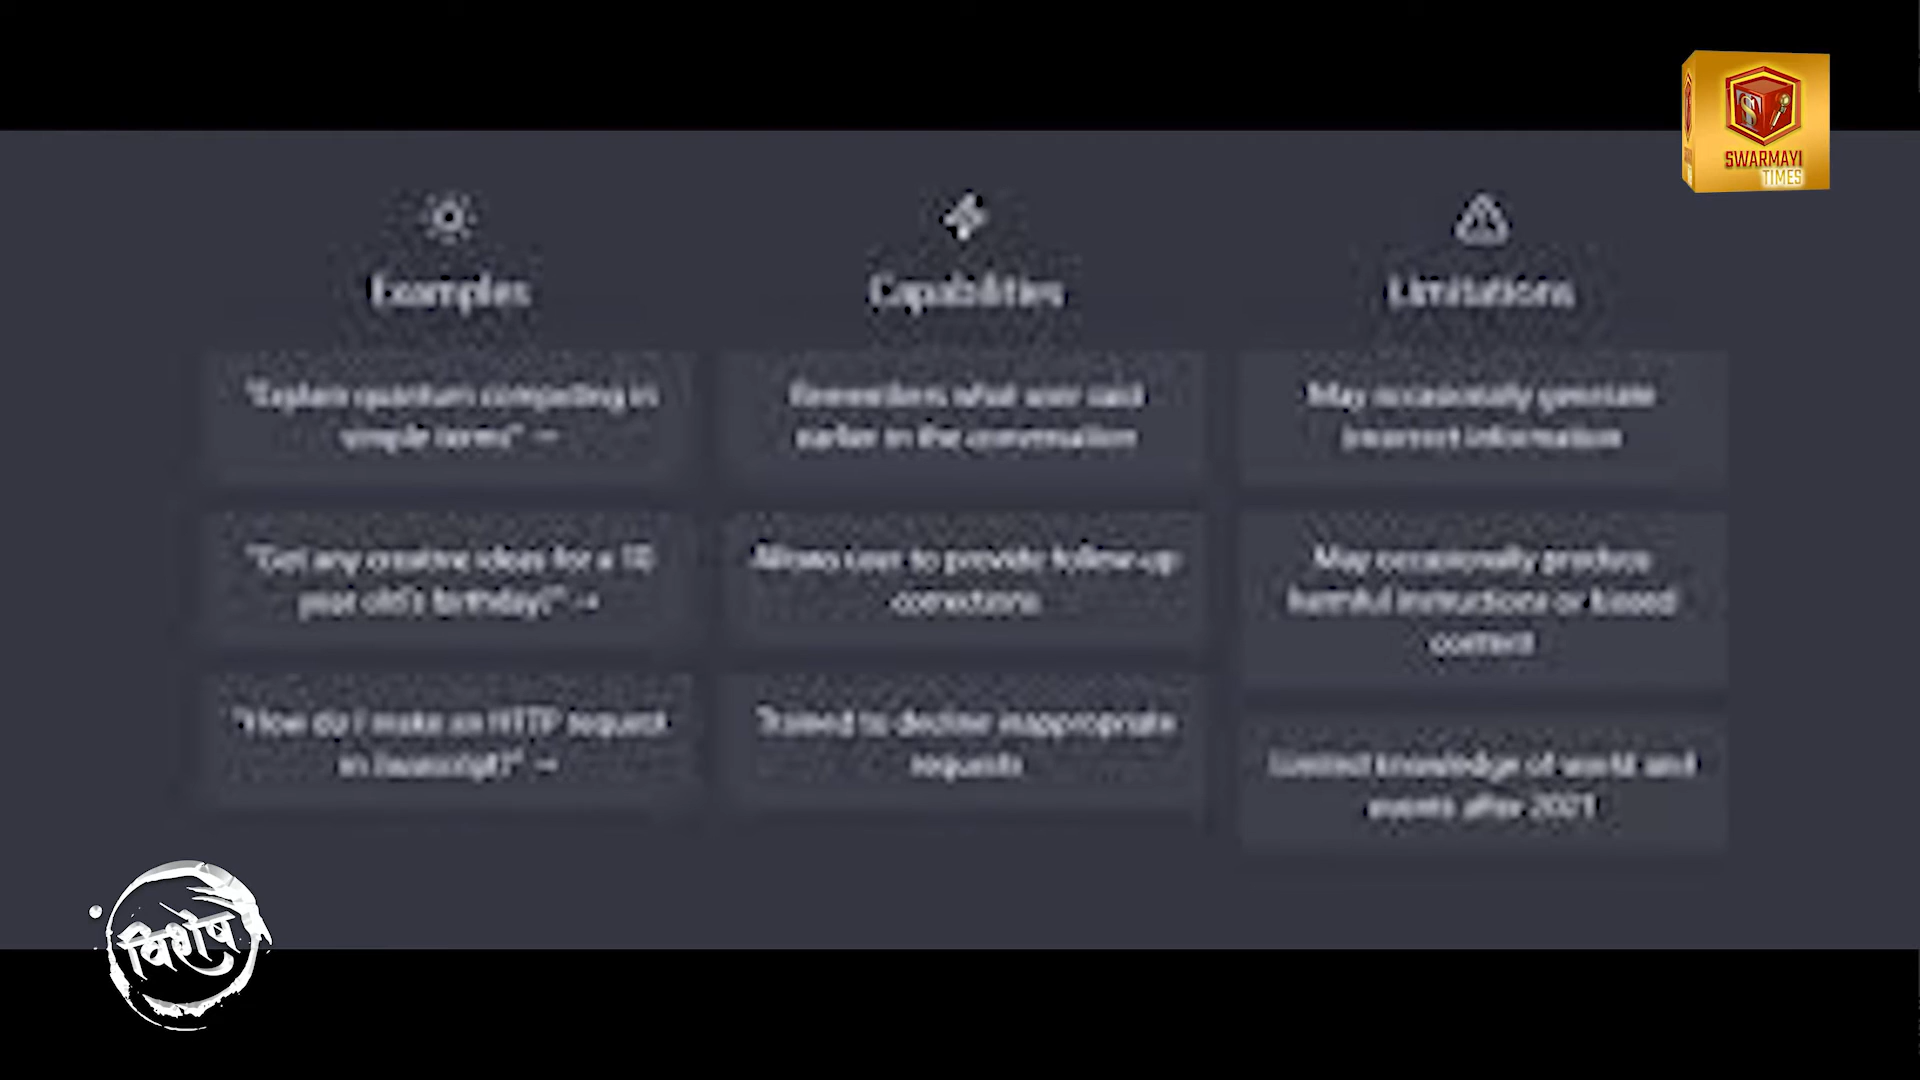 SWARMAYI
TIMES
Examples
Capabilities
Limitations
"Explain quantum computing in
simple terms" →
Remembers what user said
earlier in the conversation
May occasionally generate
incorrect information
"Got any creative ideas for a 10
year old's birthday?" →
Allows user to provide follow-up
corrections
May occasionally produce
harmful instructions or biased
content
"How do I make an HTTP request
in Javascript?" →
Trained to decline inappropriate
requests
Limited knowledge of world and
events after 2021
विशेष